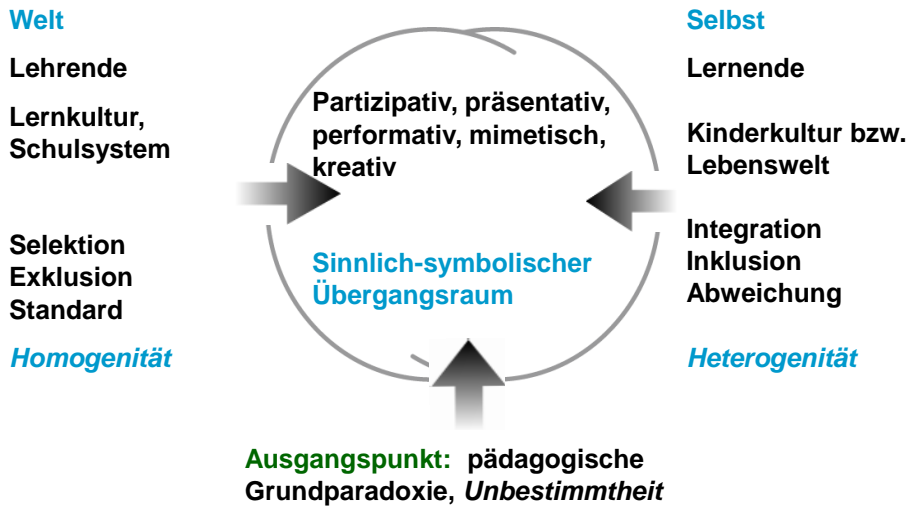 Welt
Lehrende
Lernkultur,
Schulsystem
Selektion
Exklusion
Standard
Homogenität
Partizipativ, präsentativ,
performativ, mimetisch,
kreativ
Sinnlich-symbolischer
Übergangsraum
Selbst
Lernende
Kinderkultur bzw.
Lebenswelt
Integration
Inklusion
Abweichung
Heterogenität
Ausgangspunkt: pädagogische
Grundparadoxie, Unbestimmtheit